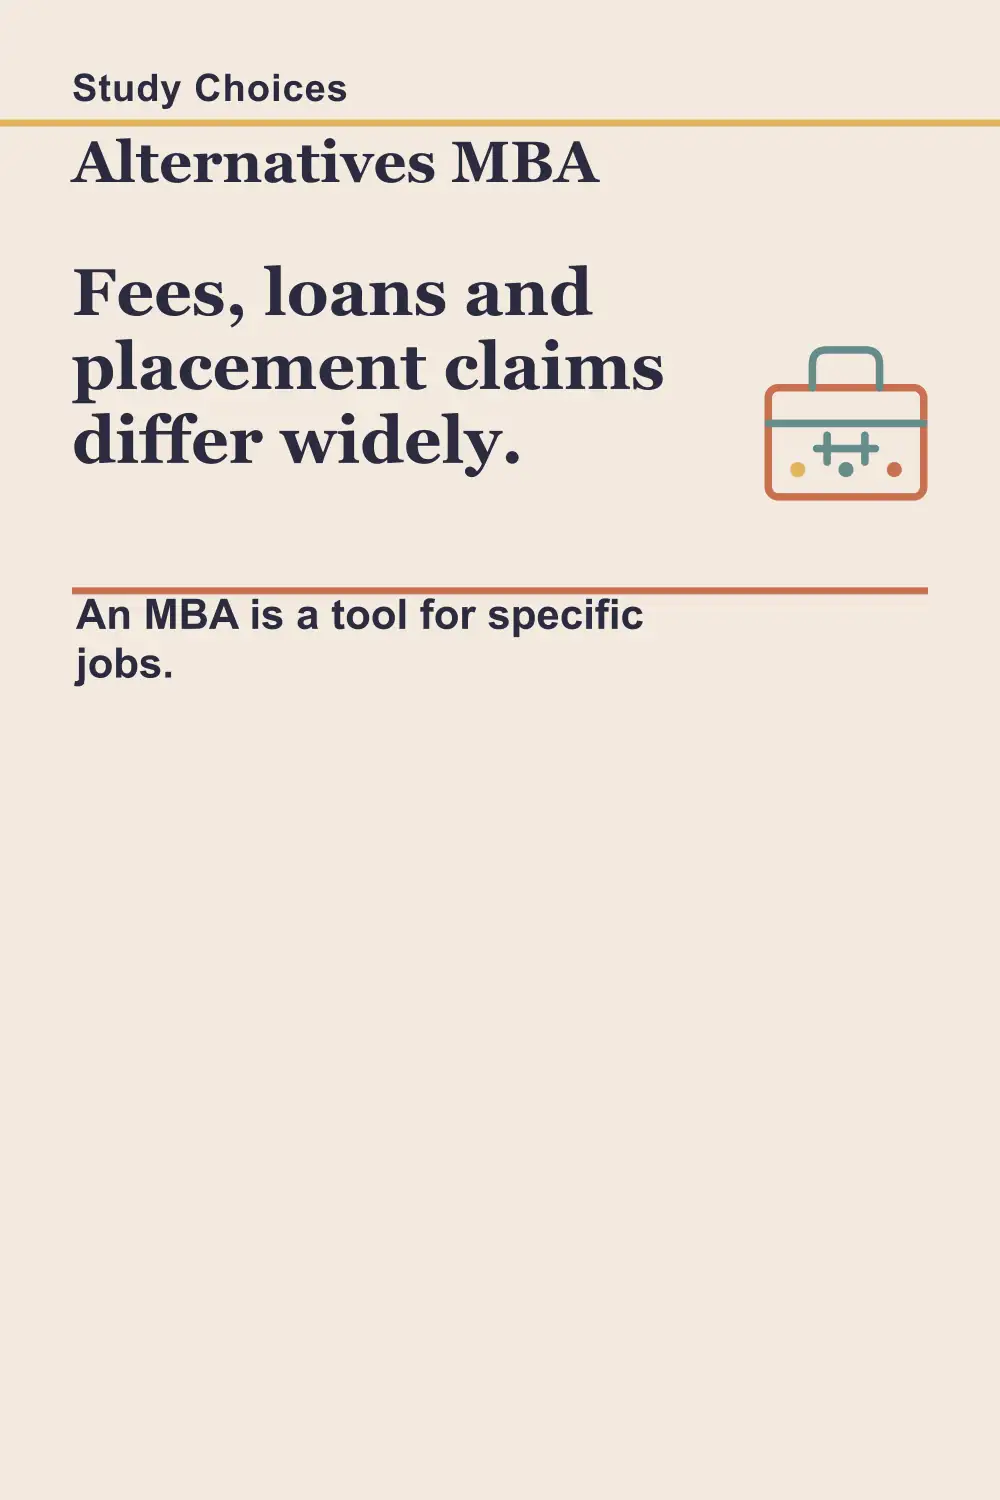 Study Choices
Alternatives MBA
Fees, loans and
placement claims
differ widely.
An MBA is a tool for specific
jobs.